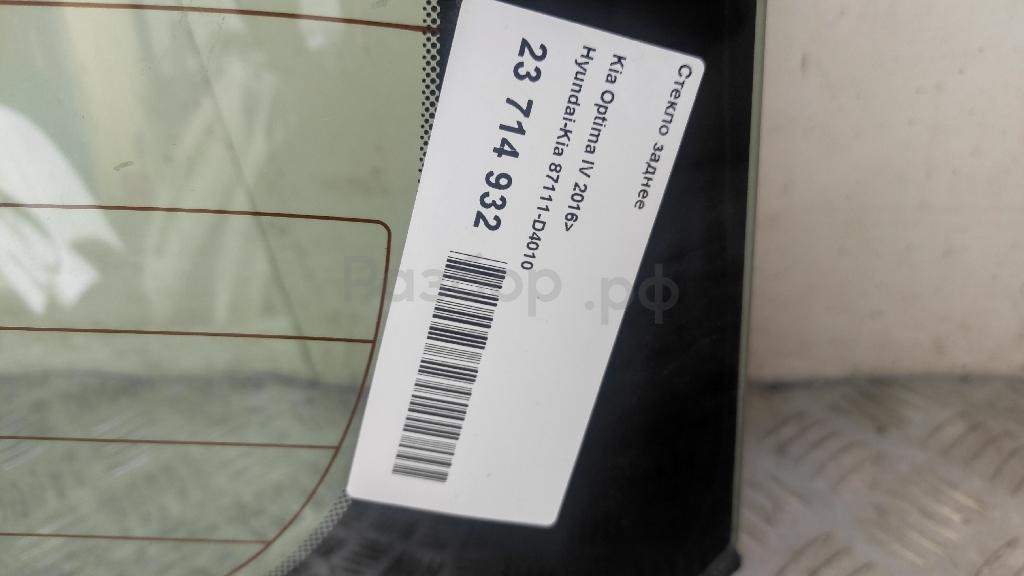 Стекло заднее
Kia Optima IV 2016>
Hyundai-Kia 87111-D4010
23 714 932
Разбор .рф